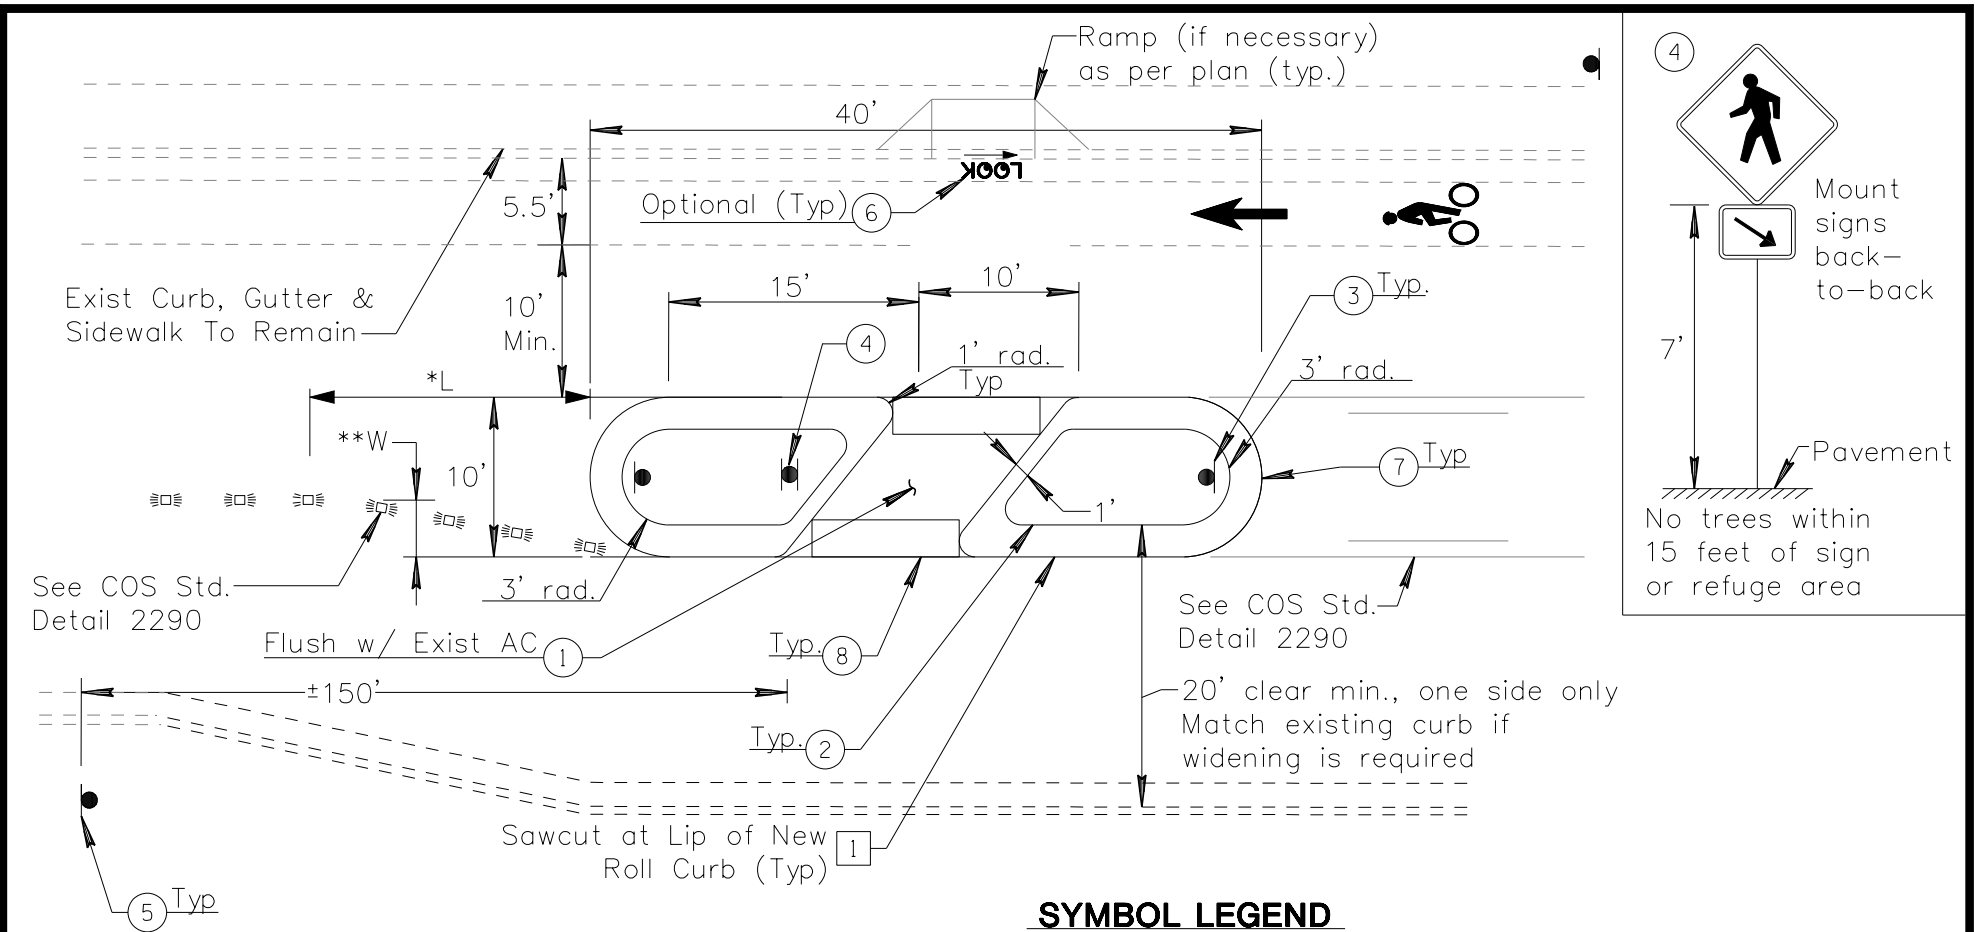 Ramp (if necessary)
as per plan (typ.)
40'
LOOK
5.5'
Optional (Typ) 6
15'
10'
3 Typ.
Exist Curb, Gutter &
Sidewalk To Remain
10'
Min.
4
1' rad.
Typ
3' rad.
*L
**W
10'
7 Typ
1'
See COS Std.
Detail 2290
3' rad.
Flush w/ Exist AC 1
Typ. 8
See COS Std.
Detail 2290
±150'
20' clear min., one side only
Match existing curb if
widening is required
Typ. 2
Sawcut at Lip of New
Roll Curb (Typ)
1
5 Typ
SYMBOL LEGEND
4
Mount
signs
back-
to-back
7'
Pavement
No trees within
15 feet of sign
or refuge area